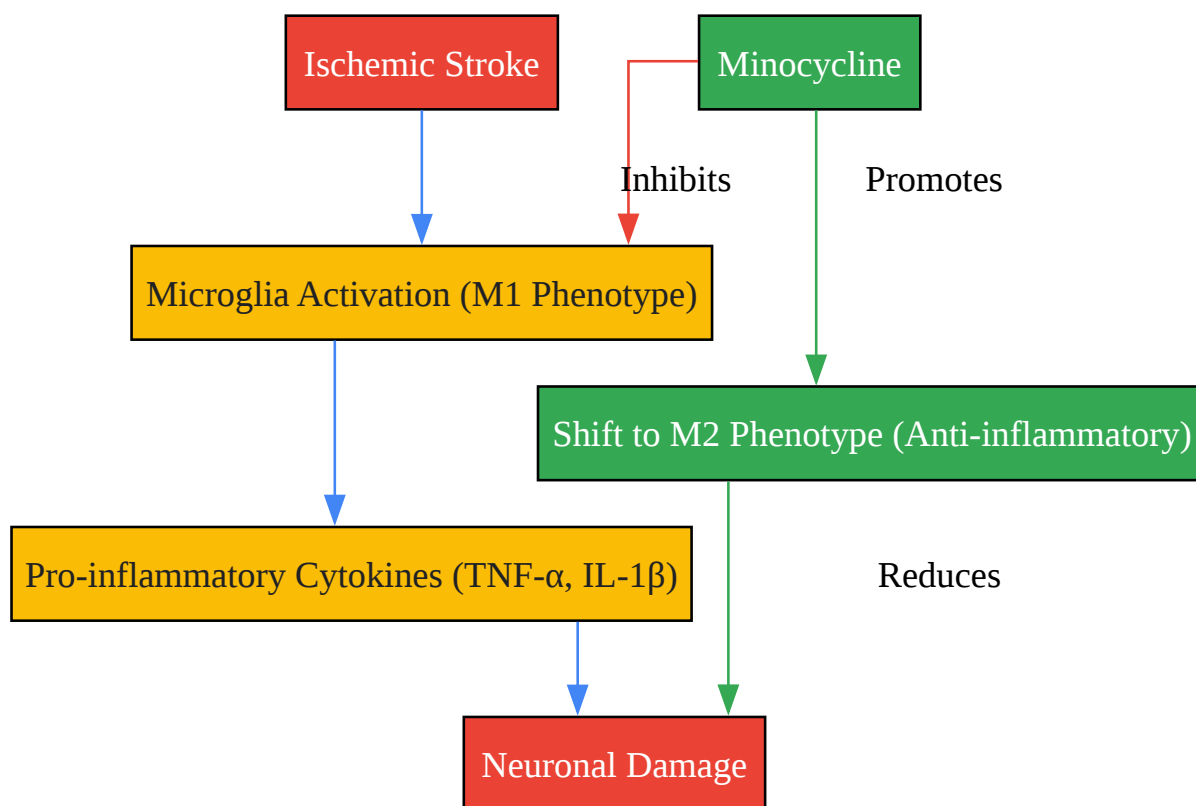 Ischemic Stroke
Minocycline
Inhibits
Promotes
Microglia Activation (M1 Phenotype)
Shift to M2 Phenotype (Anti-inflammatory)
Pro-inflammatory Cytokines (TNF-α, IL-1β)
Reduces
Neuronal Damage